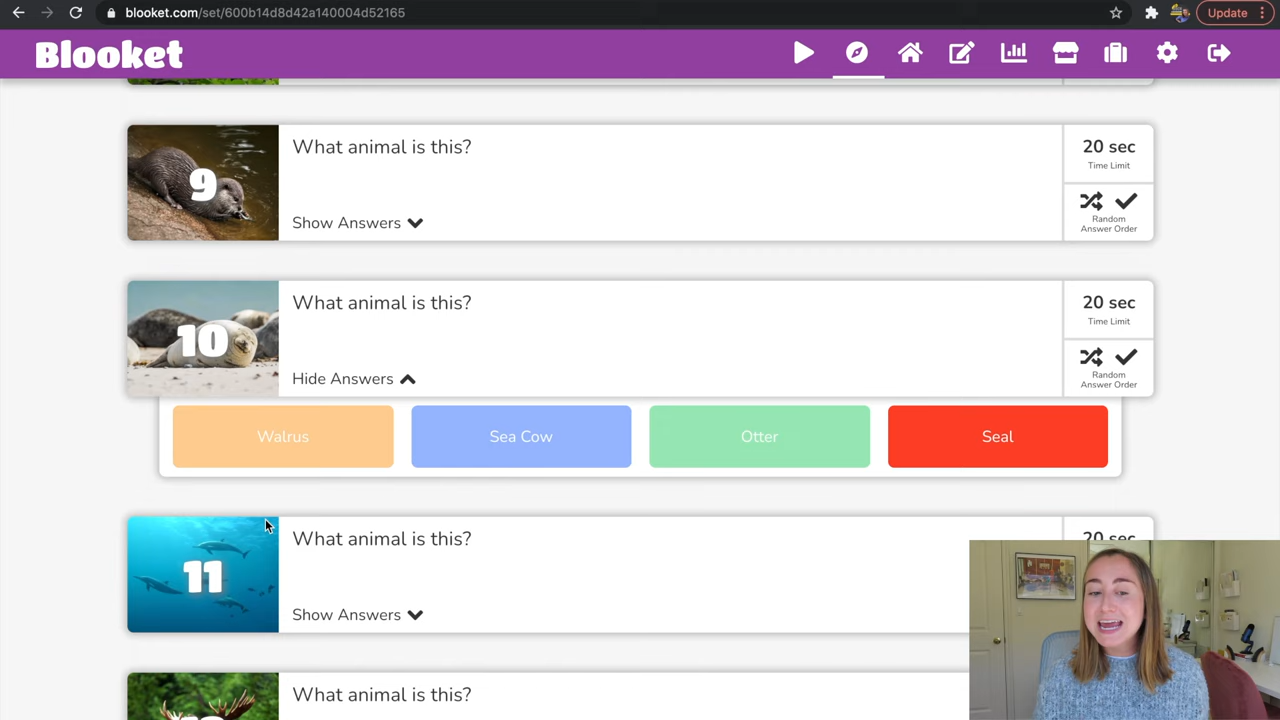 blooket.com/set/600b14d8d42a140004d52165
Update
Blooket
9
What animal is this?
Show Answers
20 sec
Time Limit
Random
Answer Order
10
What animal is this?
Hide Answers
20 sec
Time Limit
Random
Answer Order
Walrus
Sea Cow
Otter
Seal
11
What animal is this?
Show Answers
20 sec
What animal is this?